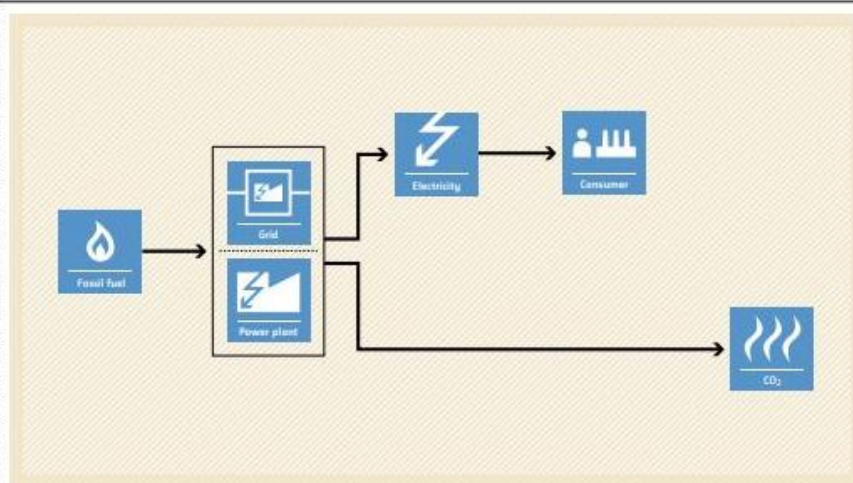 Fossil fuel
Grid
Power plant
Electricity
Consumer
CO₂